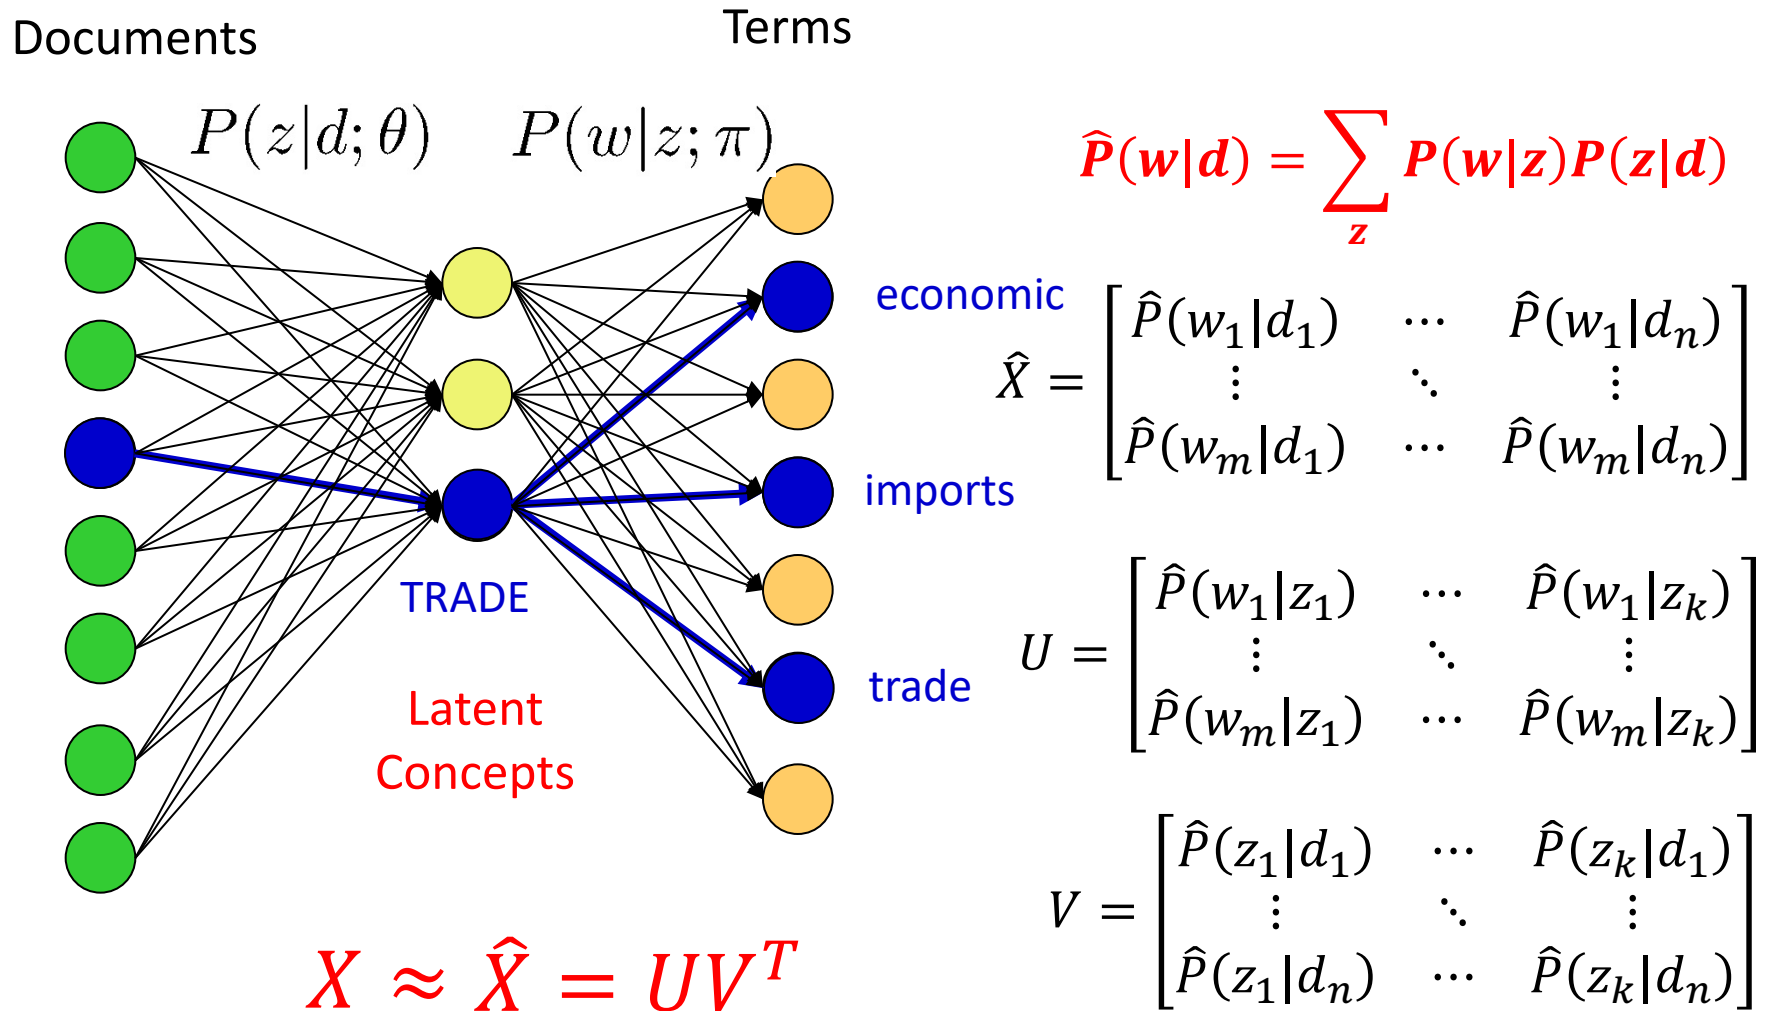 Documents
Terms
P(z|d; θ)
P(w|z; π)
P̂(w|d) = ∑_z P(w|z)P(z|d)
economic
imports
trade
TRADE
Latent
Concepts
X̂ = [P̂(w₁|d₁) ⋯ P̂(w₁|dₙ)
⋮ ⋱ ⋮
P̂(wₘ|d₁) ⋯ P̂(wₘ|dₙ)]
U = [P̂(w₁|z₁) ⋯ P̂(w₁|zₖ)
⋮ ⋱ ⋮
P̂(wₘ|z₁) ⋯ P̂(wₘ|zₖ)]
V = [P̂(z₁|d₁) ⋯ P̂(zₖ|d₁)
⋮ ⋱ ⋮
P̂(z₁|dₙ) ⋯ P̂(zₖ|dₙ)]
X ≈ X̂ = UVᵀ